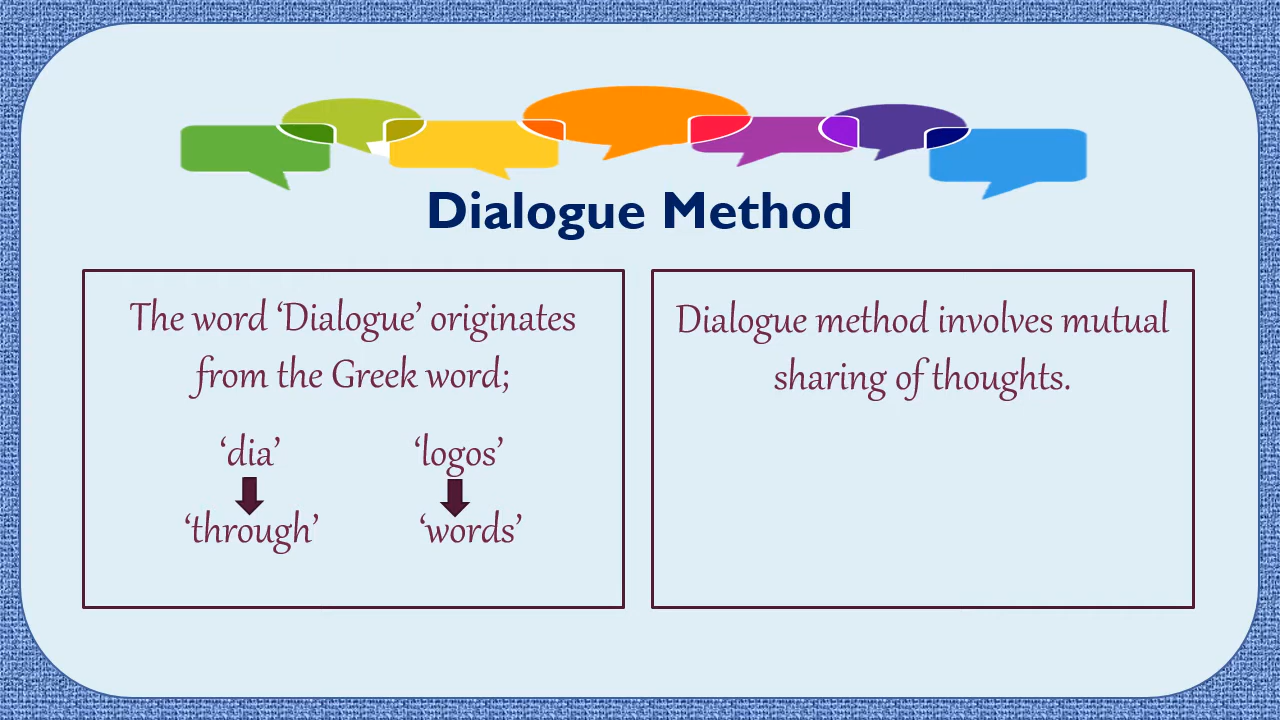 Dialogue Method
The word ‘Dialogue’ originates
from the Greek word;
‘dia’ ‘logos’
‘through’ ‘words’
Dialogue method involves mutual
sharing of thoughts.